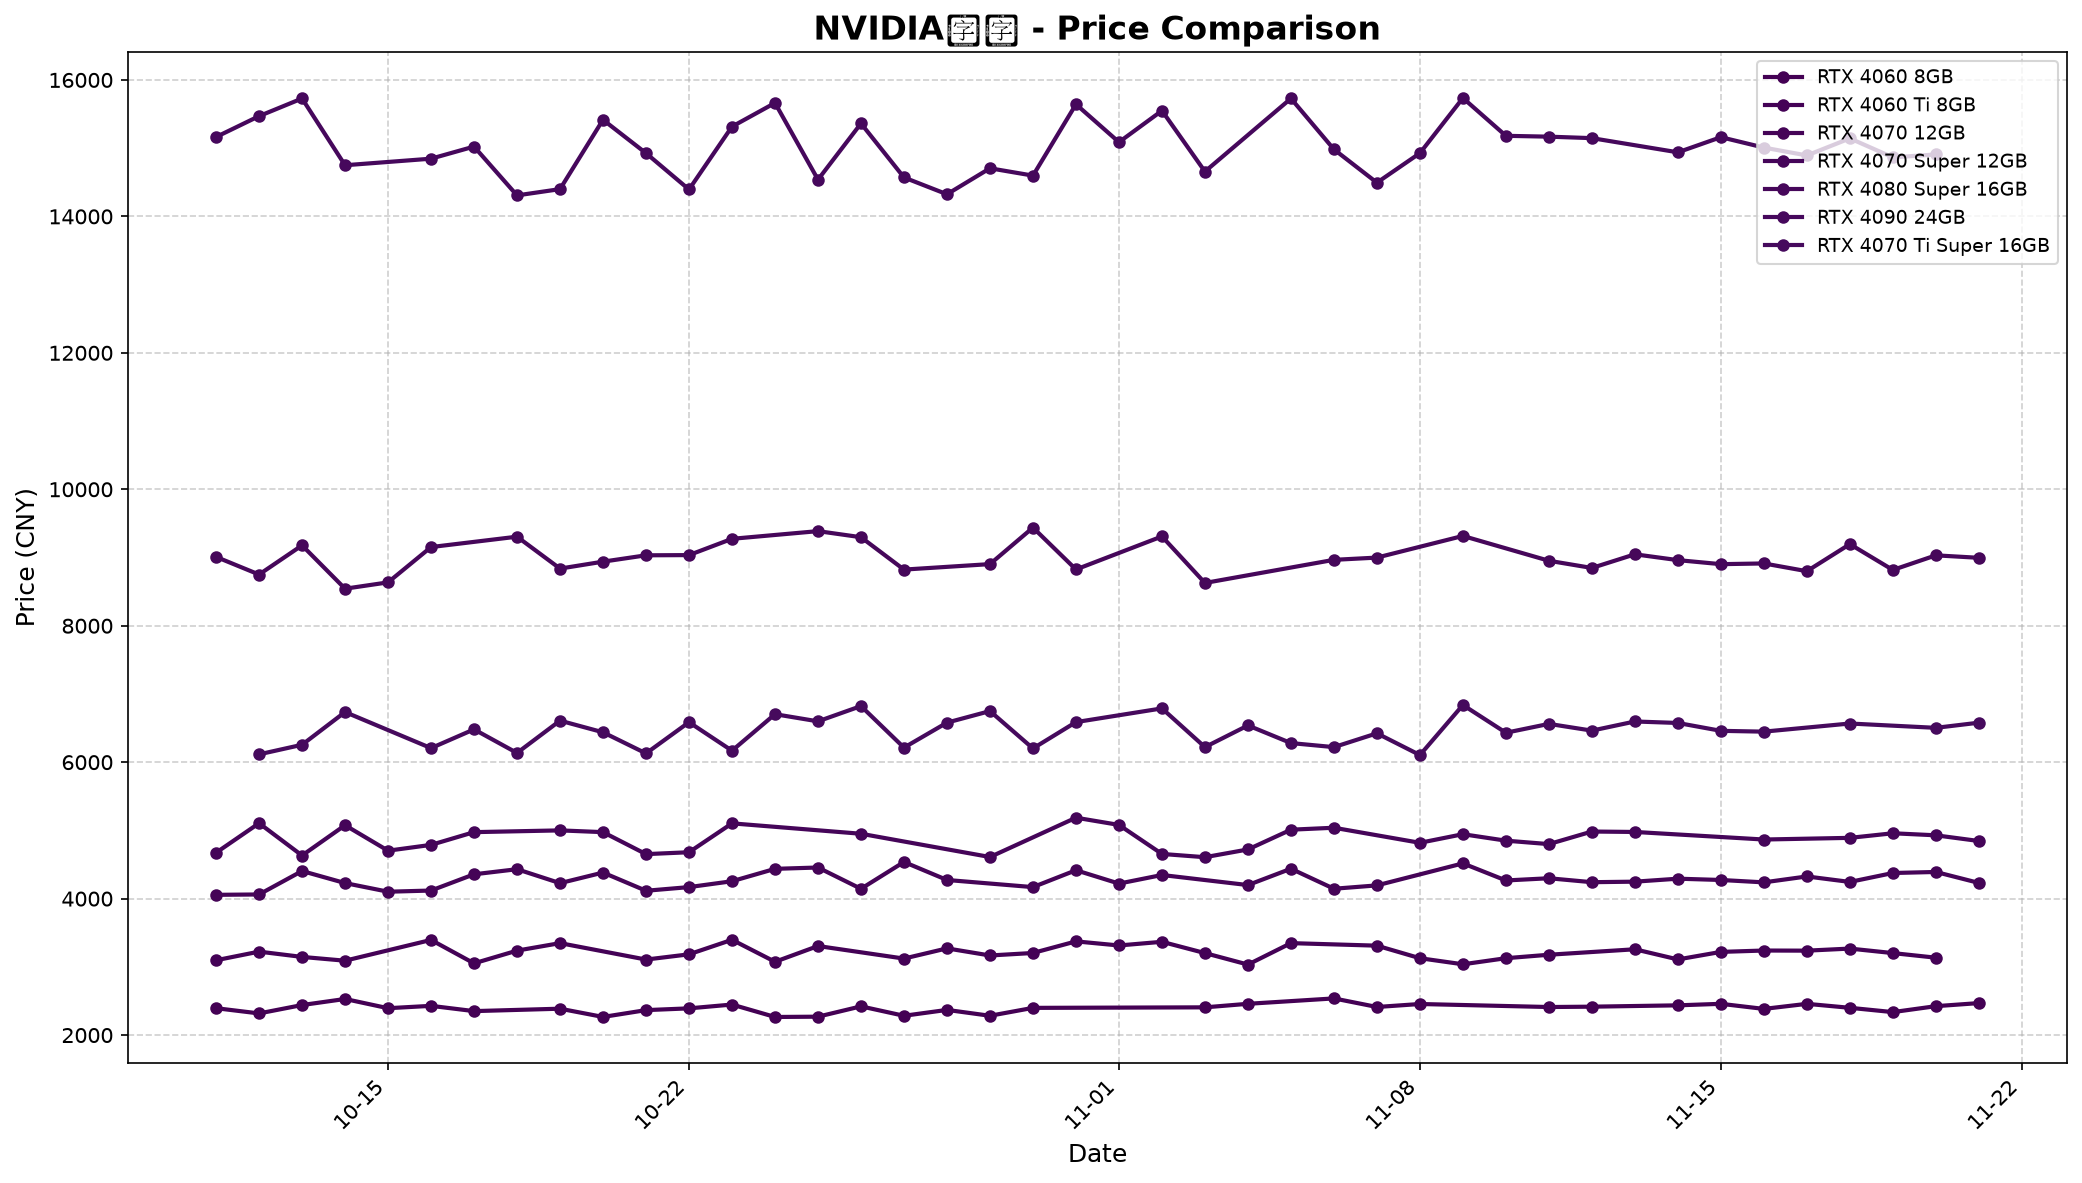 NVIDIA - Price Comparison
16000
14000
12000
10000
8000
6000
4000
2000
Price (CNY)
RTX 4060 8GB
RTX 4060 Ti 8GB
RTX 4070 12GB
RTX 4070 Super 12GB
RTX 4080 Super 16GB
RTX 4090 24GB
RTX 4070 Ti Super 16GB
10-15
10-22
11-01
11-08
11-15
11-22
Date